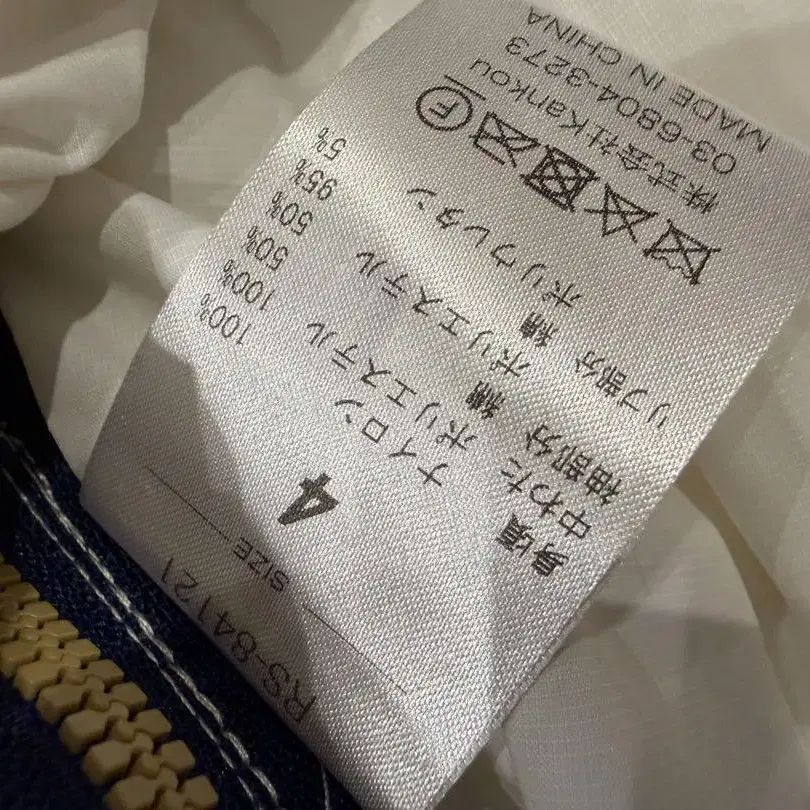 RS-84121
SIZE
4
身頃 ナイロン 100%
中わた ポリエステル 100%
袖部分 綿 50%
ポリエステル 50%
リブ部分 綿 95%
ポリウレタン 5%
F
株式会社Kankou
03-6804-3273
MADE IN CHINA